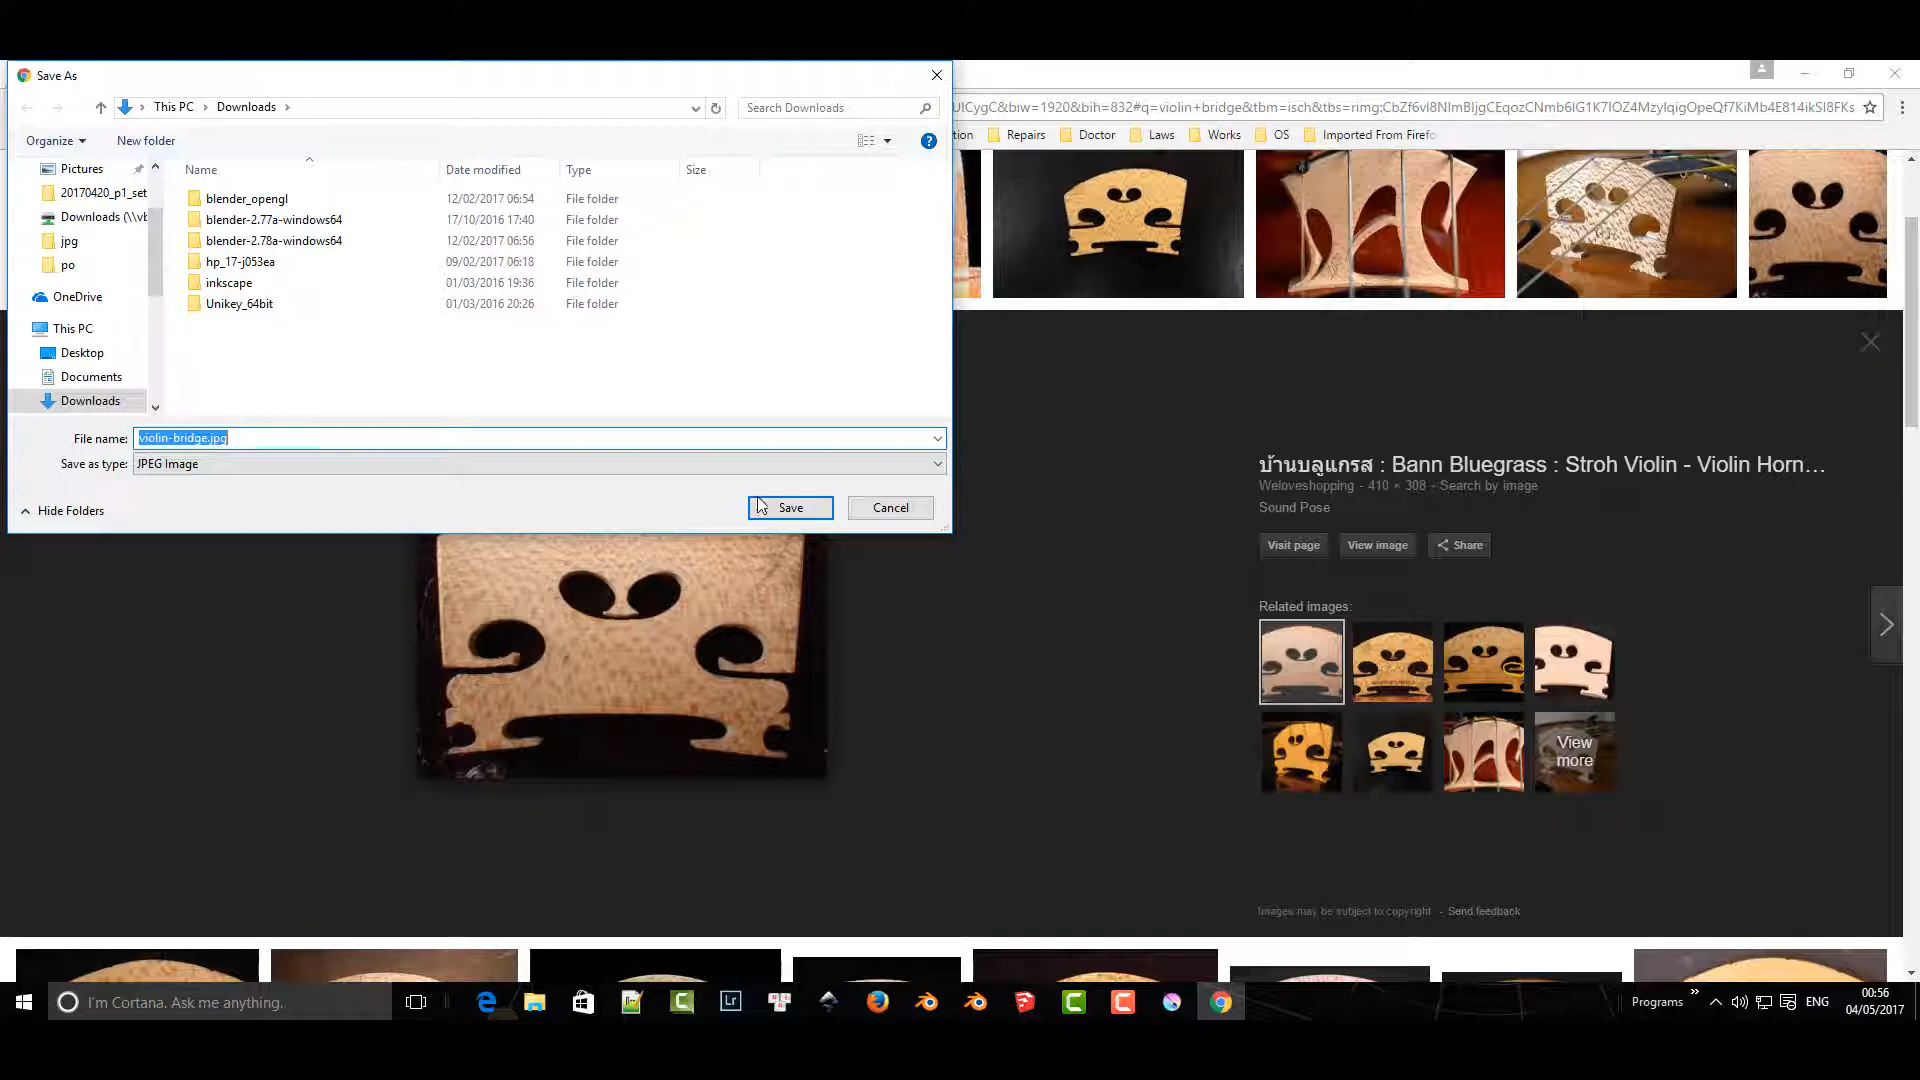 Save As
This PC > Downloads >
Search Downloads
UICygC&biw=1920&bih=832#q=violin+bridge&tbm=isch&tbs=rimg:CbZf6vI8NImBIjgCEqozCNmb6IG1K7IOZ4MzyIqigOpeQf7KiMb4E814ikSI8FKs
Organize
New folder
tion
Repairs
Doctor
Laws
Works
OS
Imported From Firefo
Name
Date modified
Type
Size
Pictures
20170420_p1_set
Downloads (\\vb
jpg
po
OneDrive
This PC
Desktop
Documents
Downloads
blender_opengl 12/02/2017 06:54 File folder
blender-2.77a-windows64 17/10/2016 17:40 File folder
blender-2.78a-windows64 12/02/2017 06:56 File folder
hp_17-j053ea 09/02/2017 06:18 File folder
inkscape 01/03/2016 19:36 File folder
Unikey_64bit 01/03/2016 20:26 File folder
File name: violin-bridge.jpg
Save as type: JPEG Image
Hide Folders
Save
Cancel
บ้านบลูแกรส : Bann Bluegrass : Stroh Violin - Violin Horn…
Weloveshopping - 410 × 308 - Search by image
Sound Pose
Visit page
View image
Share
Related images:
View
more
Images may be subject to copyright - Send feedback
I'm Cortana. Ask me anything.
Lr
Programs
ENG
00:56
04/05/2017